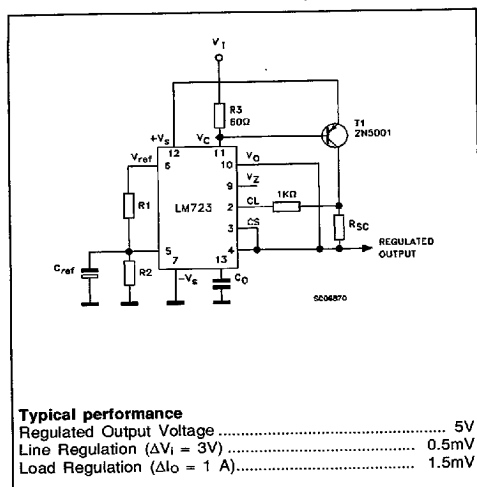 V_I
R3
60Ω
T1
2N5001
+V_s
V_C
12
11
V_ref
6
10
V_O
9
V_Z
R1
LM723
2
CL
1KΩ
R_SC
3
CS
5
4
REGULATED
OUTPUT
C_ref
R2
7
13
-V_s
C_O
SC06870
Typical performance
Regulated Output Voltage ........ 5V
Line Regulation (ΔV_i = 3V) ........ 0.5mV
Load Regulation (ΔI_O = 1 A) ........ 1.5mV